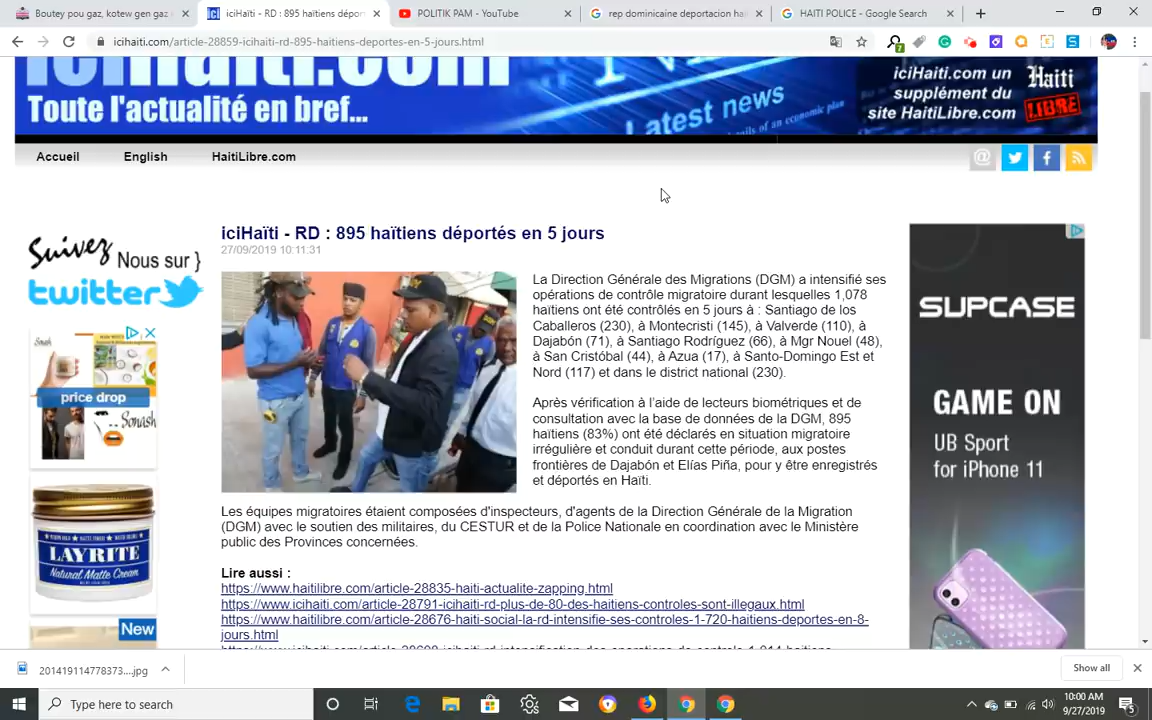 Boutey pou gaz, kotew gen gaz
iciHaïti - RD : 895 haïtiens dépor
POLITIK PAM - YouTube
rep dominicaine deportacion hai
HAITI POLICE - Google Search
icihaiti.com/article-28859-icihaiti-rd-895-haitiens-deportes-en-5-jours.html
iciHaiti.com
Toute l'actualité en bref...
Latest news
iciHaiti.com un
supplément du
site HaitiLibre.com
Haiti
LIBRE
Accueil
English
HaitiLibre.com
iciHaïti - RD : 895 haïtiens déportés en 5 jours
27/09/2019 10:11:31
Suivez Nous sur }
twitter
price drop
LAYRITE
Natural Matte Cream
New
La Direction Générale des Migrations (DGM) a intensifié ses
opérations de contrôle migratoire durant lesquelles 1,078
haïtiens ont été contrôlés en 5 jours à : Santiago de los
Caballeros (230), à Montecristi (145), à Valverde (110), à
Dajabón (71), à Santiago Rodríguez (66), à Mgr Nouel (48),
à San Cristóbal (44), à Azua (17), à Santo-Domingo Est et
Nord (117) et dans le district national (230).
Après vérification à l'aide de lecteurs biométriques et de
consultation avec la base de données de la DGM, 895
haïtiens (83%) ont été déclarés en situation migratoire
irrégulière et conduit durant cette période, aux postes
frontières de Dajabón et Elías Piña, pour y être enregistrés
et déportés en Haïti.
Les équipes migratoires étaient composées d'inspecteurs, d'agents de la Direction Générale de la Migration
(DGM) avec le soutien des militaires, du CESTUR et de la Police Nationale en coordination avec le Ministère
public des Provinces concernées.
Lire aussi :
https://www.haitilibre.com/article-28835-haiti-actualite-zapping.html
https://www.icihaiti.com/article-28791-icihaiti-rd-plus-de-80-des-haitiens-controles-sont-illegaux.html
https://www.haitilibre.com/article-28676-haiti-social-la-rd-intensifie-ses-controles-1-720-haitiens-deportes-en-8-
jours.html
SUPCASE
GAME ON
UB Sport
for iPhone 11
201419114778373....jpg
Show all
Type here to search
10:00 AM
9/27/2019